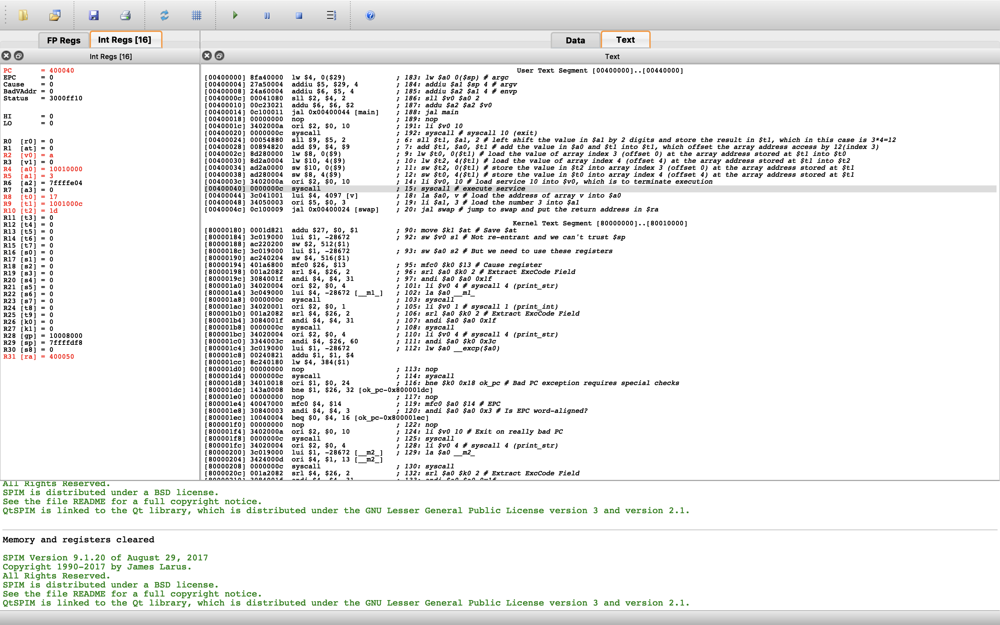 FP Regs
Int Regs [16]
Data
Text
Int Regs [16]
Text
PC = 400040
EPC = 0
Cause = 0
BadVAddr = 0
Status = 3000ff10
HI = 0
LO = 0
R0 [r0] = 0
R1 [at] = 0
R2 [v0] = a
R3 [v1] = 0
R4 [a0] = 10010000
R5 [a1] = 3
R6 [a2] = 7ffffe04
R7 [a3] = 0
R8 [t0] = 17
R9 [t1] = 1001000c
R10 [t2] = 1d
R11 [t3] = 0
R12 [t4] = 0
R13 [t5] = 0
R14 [t6] = 0
R15 [t7] = 0
R16 [s0] = 0
R17 [s1] = 0
R18 [s2] = 0
R19 [s3] = 0
R20 [s4] = 0
R21 [s5] = 0
R22 [s6] = 0
R23 [s7] = 0
R24 [t8] = 0
R25 [t9] = 0
R26 [k0] = 0
R27 [k1] = 0
R28 [gp] = 10008000
R29 [sp] = 7ffffdf8
R30 [s8] = 0
R31 [ra] = 400050
User Text Segment [00400000]..[00440000]
[00400000] 8fa40000 lw $4, 0($29) ; 183: lw $a0 0($sp) # argc
[00400004] 27a50004 addiu $5, $29, 4 ; 184: addiu $a1 $sp 4 # argv
[00400008] 24a60004 addiu $6, $5, 4 ; 185: addiu $a2 $a1 4 # envp
[0040000c] 00041080 sll $2, $4, 2 ; 186: sll $v0 $a0 2
[00400010] 00c23021 addu $6, $6, $2 ; 187: addu $a2 $a2 $v0
[00400014] 0c100011 jal 0x00400044 [main] ; 188: jal main
[00400018] 00000000 nop ; 189: nop
[0040001c] 3402000a ori $2, $0, 10 ; 191: li $v0 10
[00400020] 0000000c syscall ; 192: syscall # syscall 10 (exit)
[00400024] 00054880 sll $9, $5, 2 ; 6: sll $t1, $a1, 2 # left shift the value in $a1 by 2 digits and store the result in $t1, which in this case is 3*4=12
[00400028] 00894820 add $9, $4, $9 ; 7: add $t1, $a0, $t1 # add the value in $a0 and $t1 into $t1, which offset the array address access by 12(index 3)
[0040002c] 8d280000 lw $8, 0($9) ; 9: lw $t0, 0($t1) # load the value of array index 3 (offset 0) at the array address stored at $t1 into $t0
[00400030] 8d2a0004 lw $10, 4($9) ; 10: lw $t2, 4($t1) # load the value of array index 4 (offset 4) at the array address stored at $t1 into $t2
[00400034] ad2a0000 sw $10, 0($9) ; 11: sw $t2, 0($t1) # store the value in $t2 into array index 3 (offset 0) at the array address stored at $t1
[00400038] ad280004 sw $8, 4($9) ; 12: sw $t0, 4($t1) # store the value in $t0 into array index 4 (offset 4) at the array address stored at $t1
[0040003c] 3402000a ori $2, $0, 10 ; 14: li $v0, 10 # load service 10 into $v0, which is to terminate execution
[00400040] 0000000c syscall ; 15: syscall # execute service
[00400044] 3c041001 lui $4, 4097 [v] ; 18: la $a0, v # load the address of array v into $a0
[00400048] 34050003 ori $5, $0, 3 ; 19: li $a1, 3 # load the number 3 into $a1
[0040004c] 0c100009 jal 0x00400024 [swap] ; 20: jal swap # jump to swap and put the return address in $ra
Kernel Text Segment [80000000]..[80010000]
[80000180] 0001d821 addu $27, $0, $1 ; 90: move $k1 $at # Save $at
[80000184] 3c019000 lui $1, -28672 ; 92: sw $v0 s1 # Not re-entrant and we can't trust $sp
[80000188] ac220200 sw $2, 512($1)
[8000018c] 3c019000 lui $1, -28672 ; 93: sw $a0 s2 # But we need to use these registers
[80000190] ac240204 sw $4, 516($1)
[80000194] 401a6800 mfc0 $26, $13 ; 95: mfc0 $k0 $13 # Cause register
[80000198] 001a2082 srl $4, $26, 2 ; 96: srl $a0 $k0 2 # Extract ExcCode Field
[8000019c] 3084001f andi $4, $4, 31 ; 97: andi $a0 $a0 0x1f
[800001a0] 34020004 ori $2, $0, 4 ; 101: li $v0 4 # syscall 4 (print_str)
[800001a4] 3c049000 lui $4, -28672 [__m1_] ; 102: la $a0 __m1_
[800001a8] 0000000c syscall ; 103: syscall
[800001ac] 34020001 ori $2, $0, 1 ; 105: li $v0 1 # syscall 1 (print_int)
[800001b0] 001a2082 srl $4, $26, 2 ; 106: srl $a0 $k0 2 # Extract ExcCode Field
[800001b4] 3084001f andi $4, $4, 31 ; 107: andi $a0 $a0 0x1f
[800001b8] 0000000c syscall ; 108: syscall
[800001bc] 34020004 ori $2, $0, 4 ; 110: li $v0 4 # syscall 4 (print_str)
[800001c0] 3344003c andi $4, $26, 60 ; 111: andi $a0 $k0 0x3c
[800001c4] 3c019000 lui $1, -28672 ; 112: lw $a0 __excp($a0)
[800001c8] 00240821 addu $1, $1, $4
[800001cc] 8c240180 lw $4, 384($1)
[800001d0] 00000000 nop ; 113: nop
[800001d4] 0000000c syscall ; 114: syscall
[800001d8] 34010018 ori $1, $0, 24 ; 116: bne $k0 0x18 ok_pc # Bad PC exception requires special checks
[800001dc] 143a0008 bne $1, $26, 32 [ok_pc-0x800001dc]
[800001e0] 00000000 nop ; 117: nop
[800001e4] 40047000 mfc0 $4, $14 ; 119: mfc0 $a0 $14 # EPC
[800001e8] 30840003 andi $4, $4, 3 ; 120: andi $a0 $a0 0x3 # Is EPC word-aligned?
[800001ec] 10040004 beq $0, $4, 16 [ok_pc-0x800001ec]
[800001f0] 00000000 nop ; 122: nop
[800001f4] 3402000a ori $2, $0, 10 ; 124: li $v0 10 # Exit on really bad PC
[800001f8] 0000000c syscall ; 125: syscall
[800001fc] 34020004 ori $2, $0, 4 ; 128: li $v0 4 # syscall 4 (print_str)
[80000200] 3c019000 lui $1, -28672 [__m2_] ; 129: la $a0 __m2_
[80000204] 3424000d ori $4, $1, 13 [__m2_]
[80000208] 0000000c syscall ; 130: syscall
[8000020c] 001a2082 srl $4, $26, 2 ; 132: srl $a0 $k0 2 # Extract ExcCode Field
[80000210] 3084001f andi $4, $4, 31 ; 133: andi $a0 $a0 0x1f
All Rights Reserved.
SPIM is distributed under a BSD license.
See the file README for a full copyright notice.
QtSPIM is linked to the Qt library, which is distributed under the GNU Lesser General Public License version 3 and version 2.1.
Memory and registers cleared
SPIM Version 9.1.20 of August 29, 2017
Copyright 1990-2017 by James Larus.
All Rights Reserved.
SPIM is distributed under a BSD license.
See the file README for a full copyright notice.
QtSPIM is linked to the Qt library, which is distributed under the GNU Lesser General Public License version 3 and version 2.1.